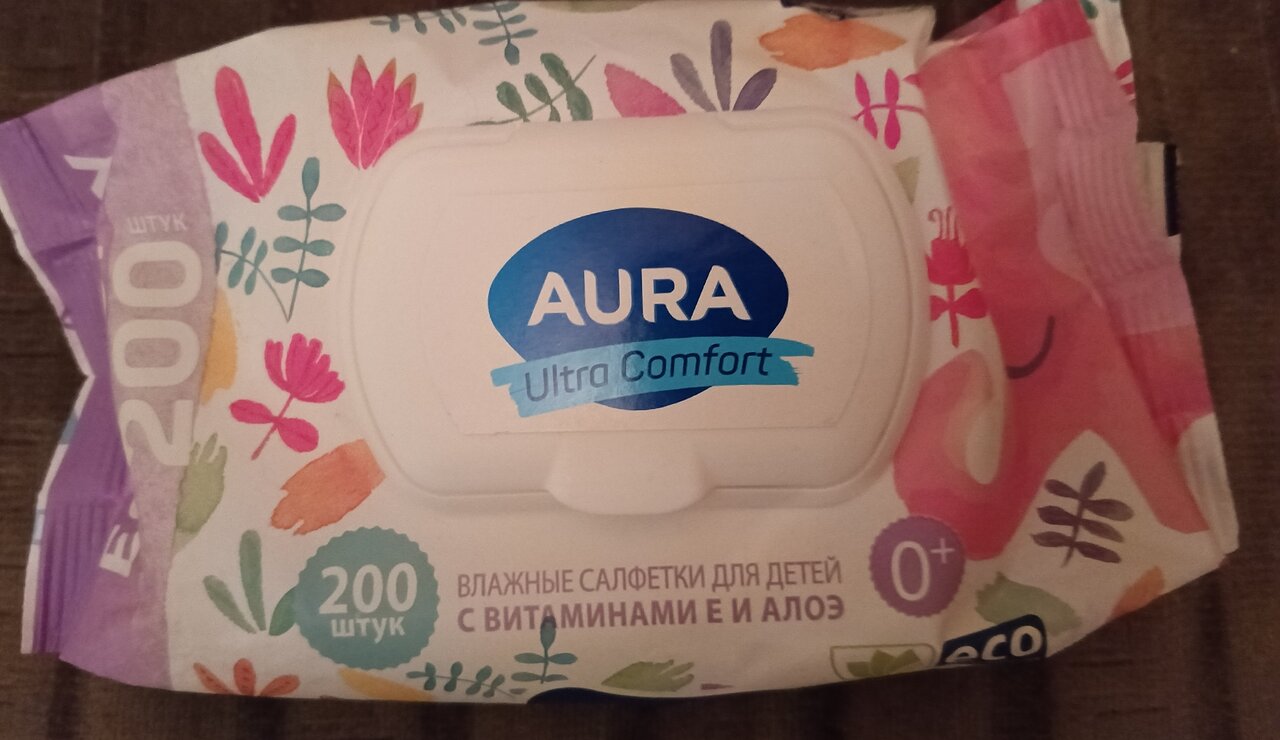 ШТУК
200
AURA
Ultra Comfort
200
штук
ВЛАЖНЫЕ САЛФЕТКИ ДЛЯ ДЕТЕЙ
С ВИТАМИНАМИ Е И АЛОЭ
0+
eco